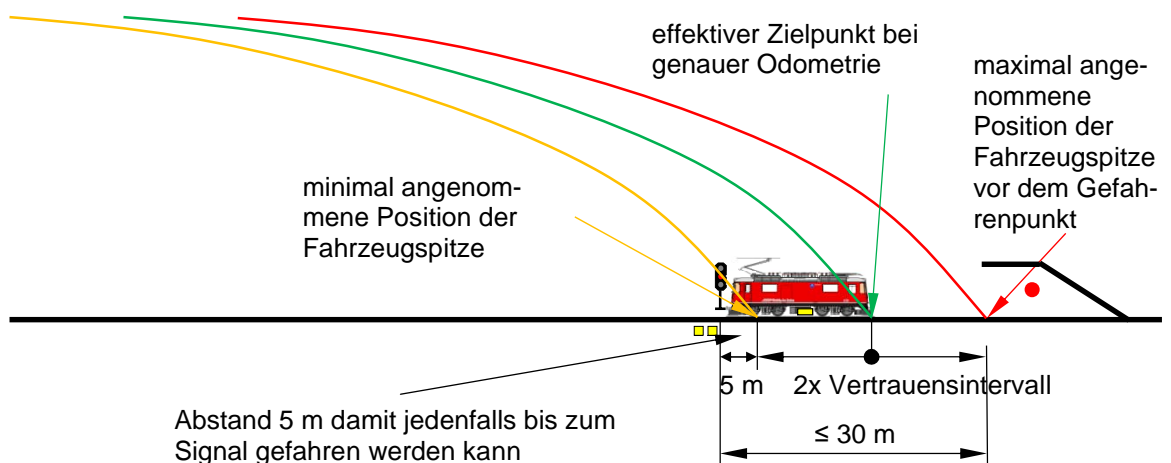 effektiver Zielpunkt bei
genauer Odometrie
maximal ange-
nommene
Position der
Fahrzeugspitze
vor dem Gefah-
renpunkt
minimal angenom-
mene Position der
Fahrzeugspitze
5 m
2x Vertrauensintervall
Abstand 5 m damit jedenfalls bis zum
Signal gefahren werden kann
≤ 30 m